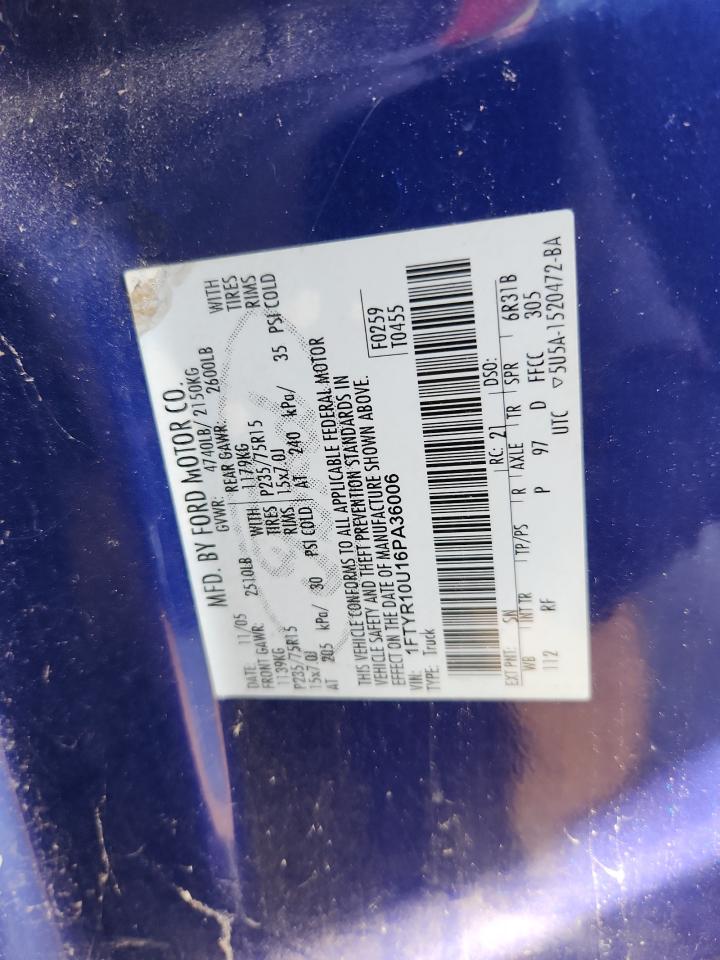 MFD. BY FORD MOTOR CO.
DATE: 11/05 GVWR: 4740LB/ 2150KG
FRONT GAWR: 2510LB REAR GAWR: 2600LB
1139KG WITH 1179KG WITH
P235/75R15 TIRES P235/75R15 TIRES
15x7.0J RIMS 15x7.0J RIMS
AT 205 kPa/ 30 PSI COLD AT 240 kPa/ 35 PSI COLD
THIS VEHICLE CONFORMS TO ALL APPLICABLE FEDERAL MOTOR
VEHICLE SAFETY AND THEFT PREVENTION STANDARDS IN
EFFECT ON THE DATE OF MANUFACTURE SHOWN ABOVE.
VIN: 1FTYR10U16PA36006
TYPE: Truck
F0259
T0455
EXT PNT: SN RC: 21 DSO:
WB INT TR TP/PS R AXLE TR SPR 6R31B
112 RF P 97 D FFCC 305
UTC ▽5U5A-1520472-BA